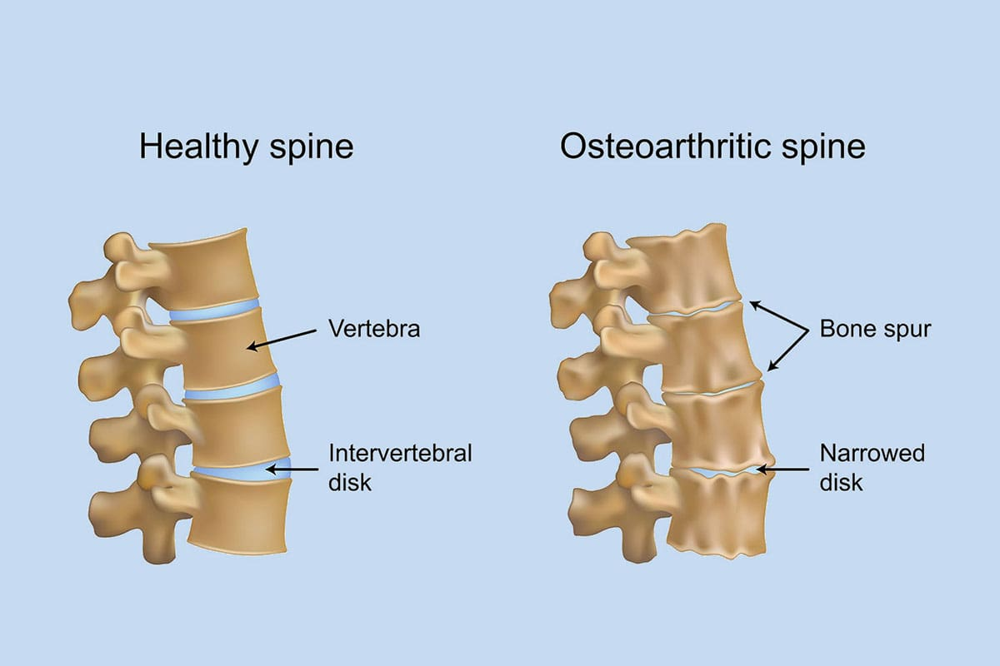 Healthy spine
Osteoarthritic spine
Vertebra
Intervertebral
disk
Bone spur
Narrowed
disk